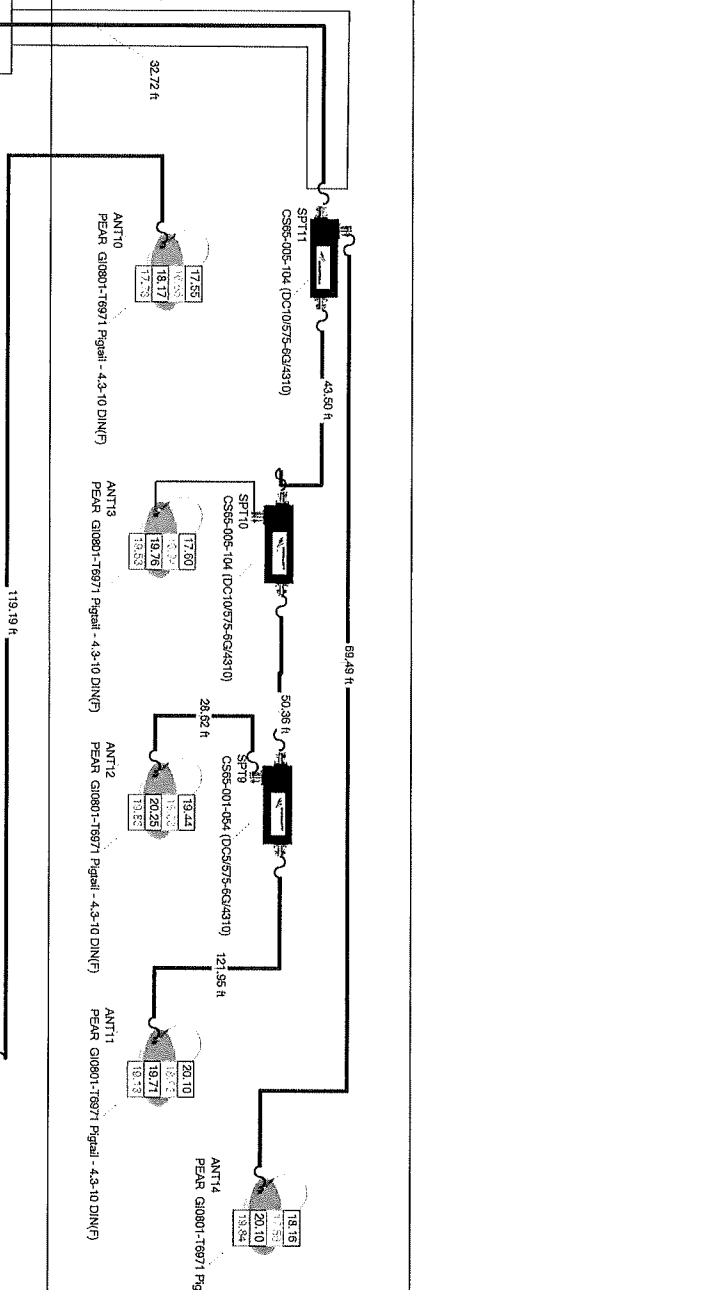 32.72 ft
SPT11
CS65-005-104 (DC10/575-6G/4310)
43.50 ft
69.49 ft
ANT10
PEAR GI0801-T6971 Pigtail - 4.3-10 DIN(F)
17.55
18.17
SPT10
CS65-005-104 (DC10/575-6G/4310)
50.36 ft
ANT13
PEAR GI0801-T6971 Pigtail - 4.3-10 DIN(F)
17.60
19.76
19.53
119.19 ft
28.62 ft
SPT9
CS65-001-054 (DC5/575-6G/4310)
ANT12
PEAR GI0801-T6971 Pigtail - 4.3-10 DIN(F)
19.44
20.25
121.95 ft
ANT11
PEAR GI0801-T6971 Pigtail - 4.3-10 DIN(F)
20.10
19.71
19.13
ANT14
PEAR GI0801-T6971 Pig
18.16
20.10
19.84